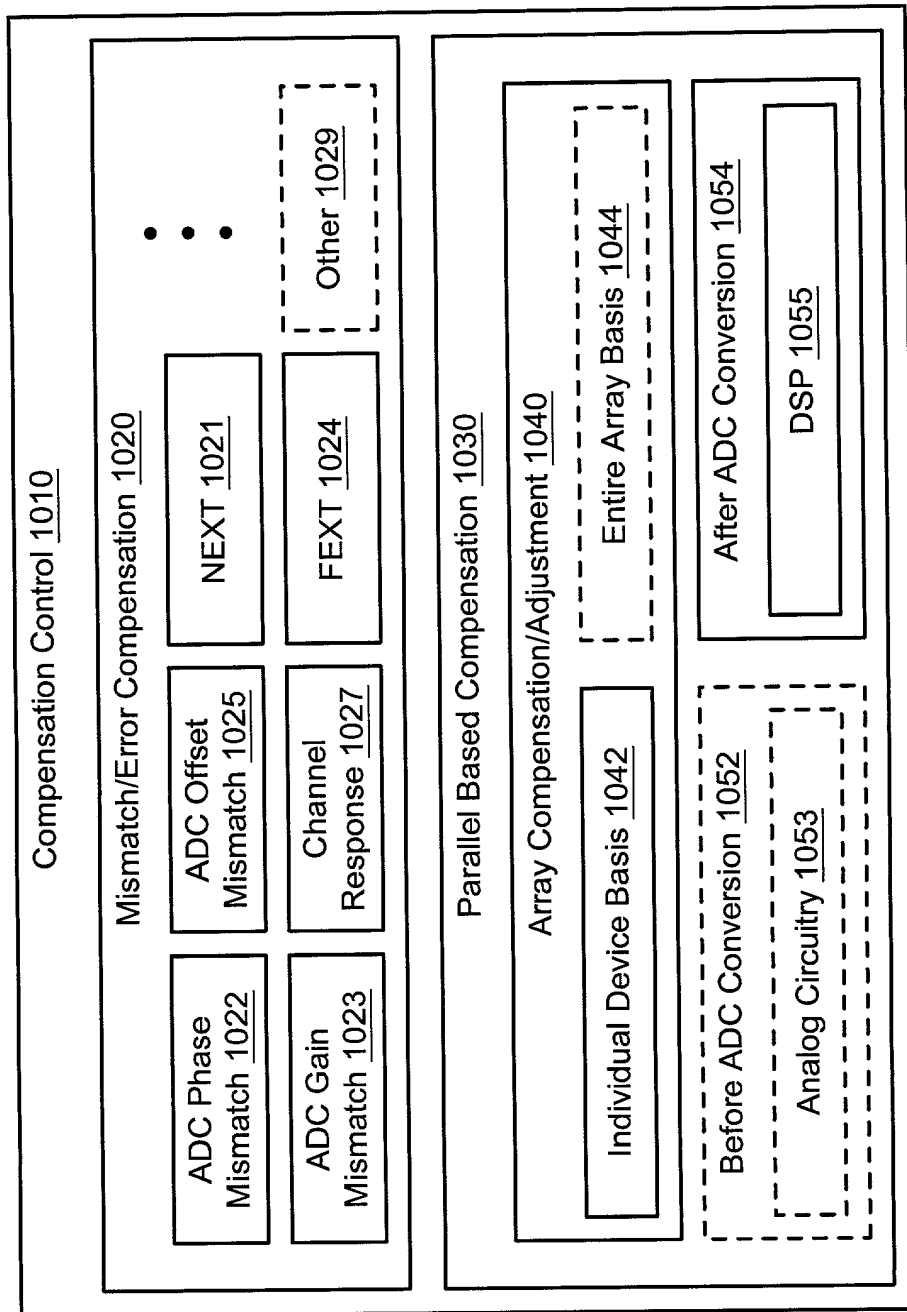 Compensation Control 1010
Mismatch/Error Compensation 1020
ADC Phase
Mismatch 1022
ADC Offset
Mismatch 1025
NEXT 1021
ADC Gain
Mismatch 1023
Channel
Response 1027
FEXT 1024
Other 1029
Parallel Based Compensation 1030
Array Compensation/Adjustment 1040
Individual Device Basis 1042
Entire Array Basis 1044
Before ADC Conversion 1052
Analog Circuitry 1053
After ADC Conversion 1054
DSP 1055